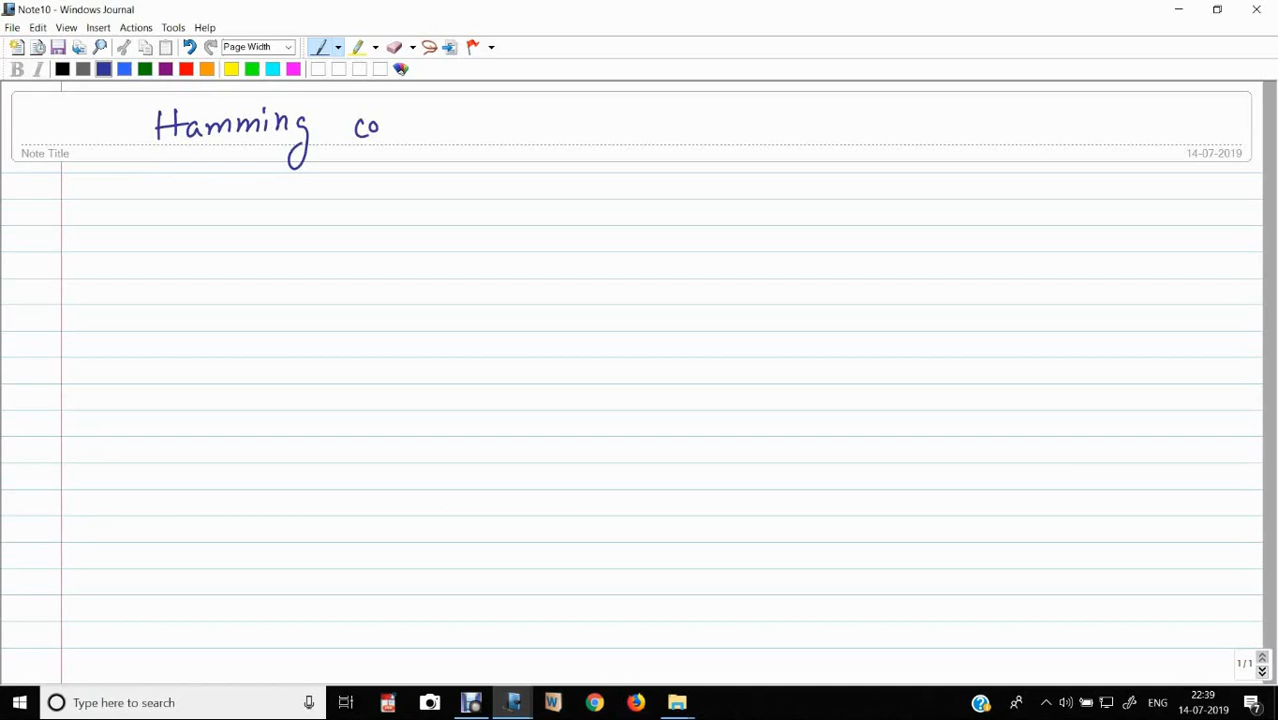 Note10 - Windows Journal
File Edit View Insert Actions Tools Help
Page Width
B I
Hamming co
Note Title
14-07-2019
1/1
Type here to search
ENG
22:39
14-07-2019
7